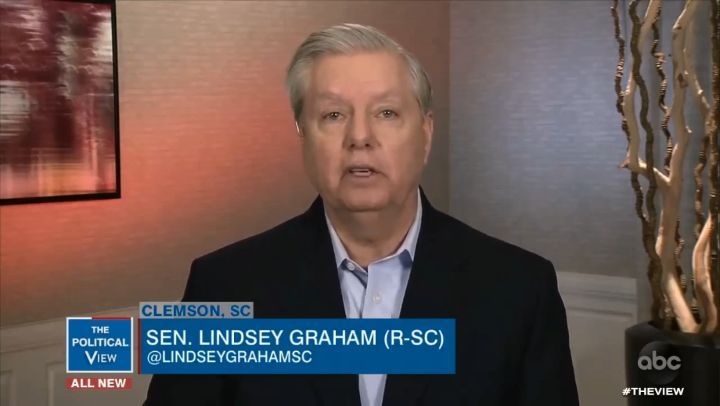 CLEMSON, SC
THE
POLITICAL
VIEW
ALL NEW
SEN. LINDSEY GRAHAM (R-SC)
@LINDSEYGRAHAMSC
abc
#THEVIEW